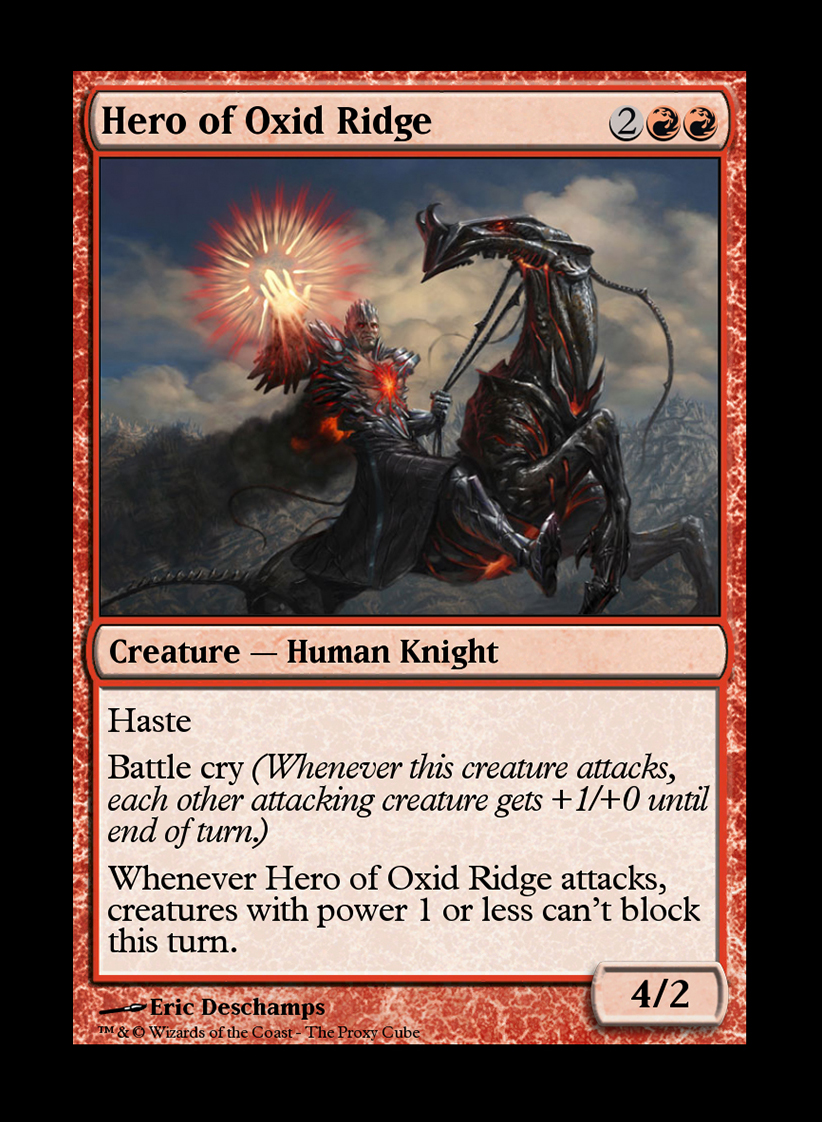 Hero of Oxid Ridge 2
Creature — Human Knight
Haste
Battle cry (Whenever this creature attacks,
each other attacking creature gets +1/+0 until
end of turn.)
Whenever Hero of Oxid Ridge attacks,
creatures with power 1 or less can't block
this turn.
4/2
Eric Deschamps
™ & © Wizards of the Coast - The Proxy Cube